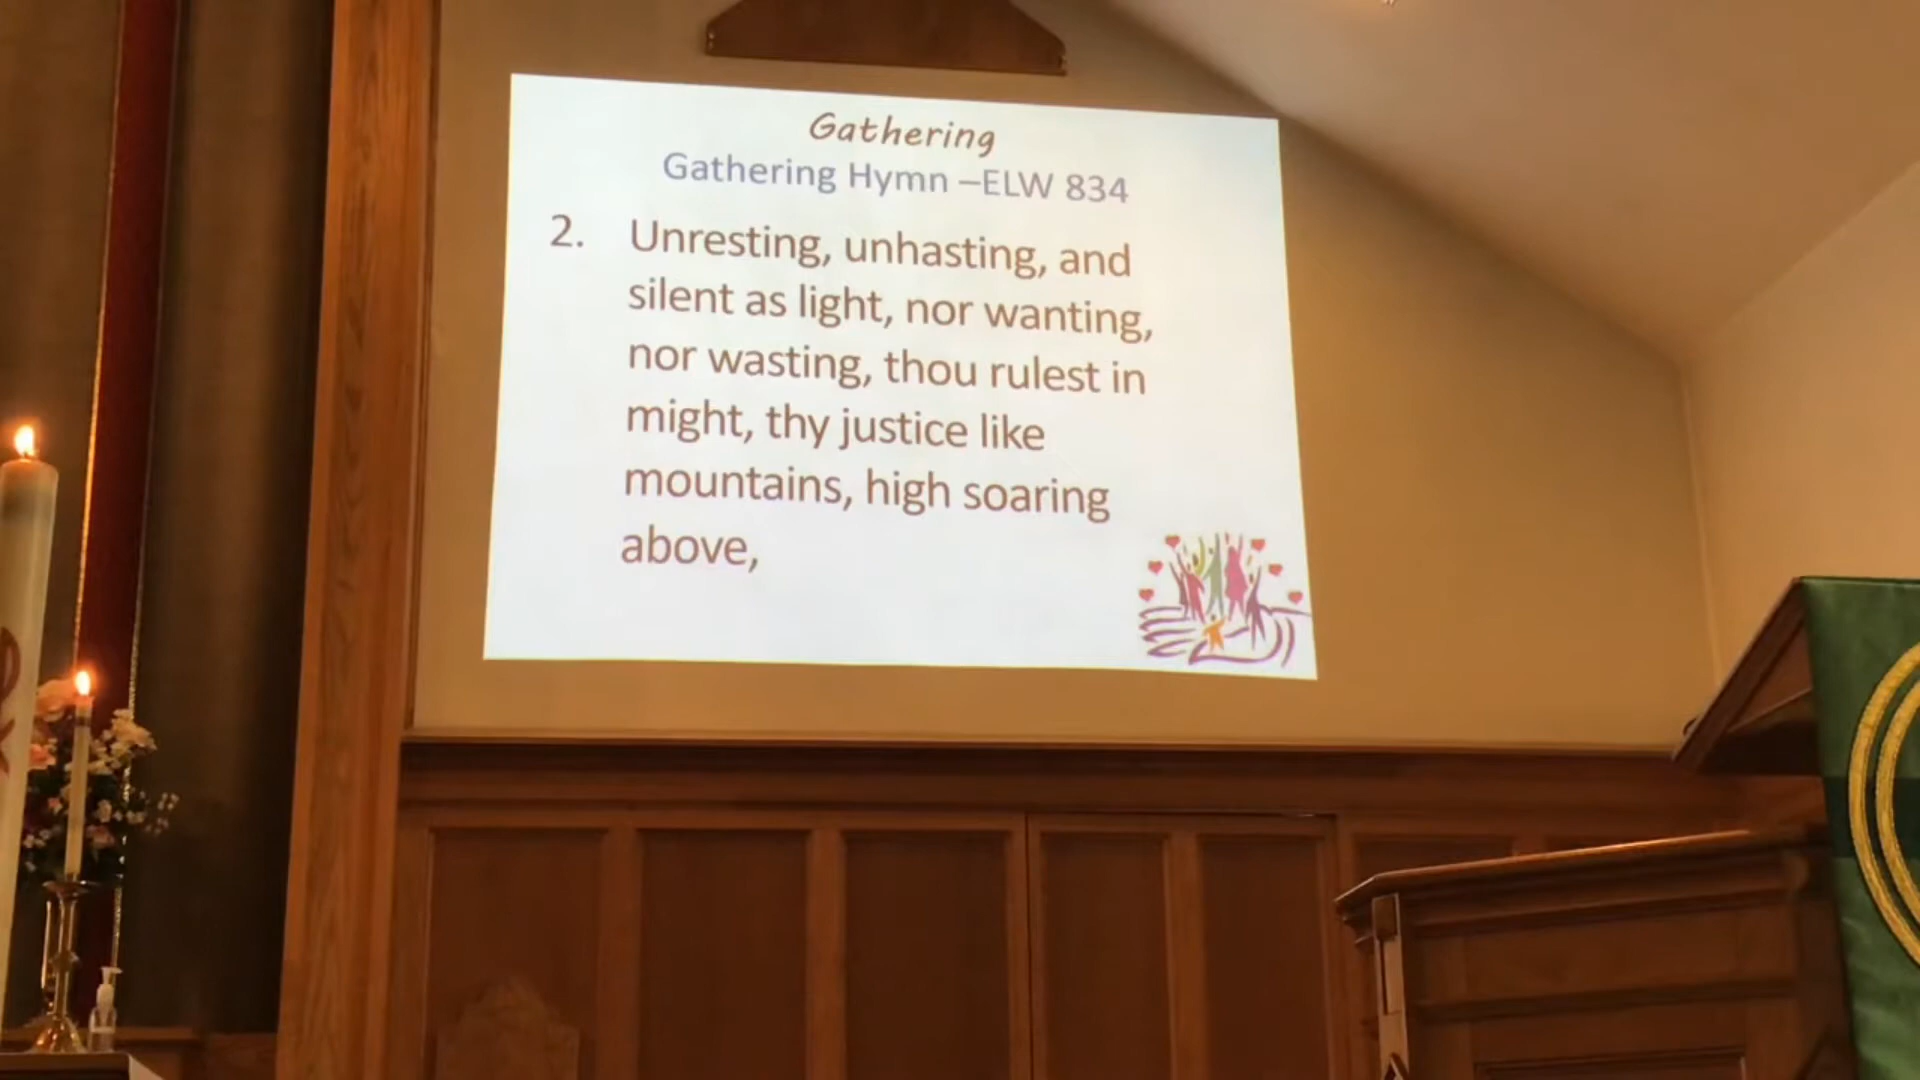 Gathering
Gathering Hymn –ELW 834
2. Unresting, unhasting, and
silent as light, nor wanting,
nor wasting, thou rulest in
might, thy justice like
mountains, high soaring
above,